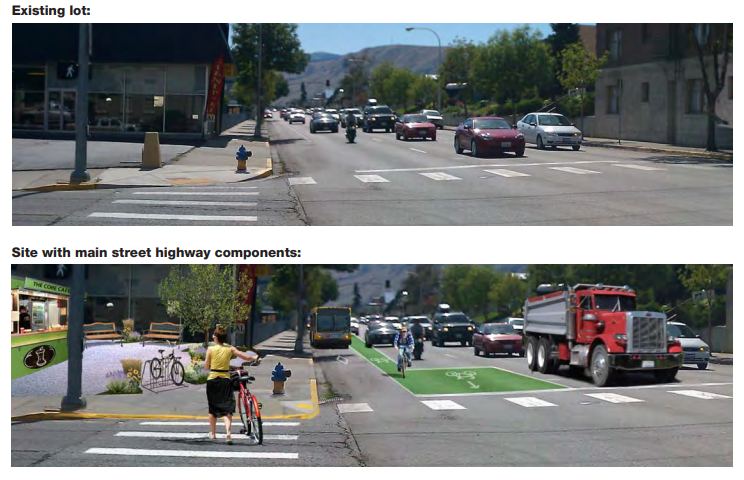 Existing lot:
Site with main street highway components:
THE CORE CAFE